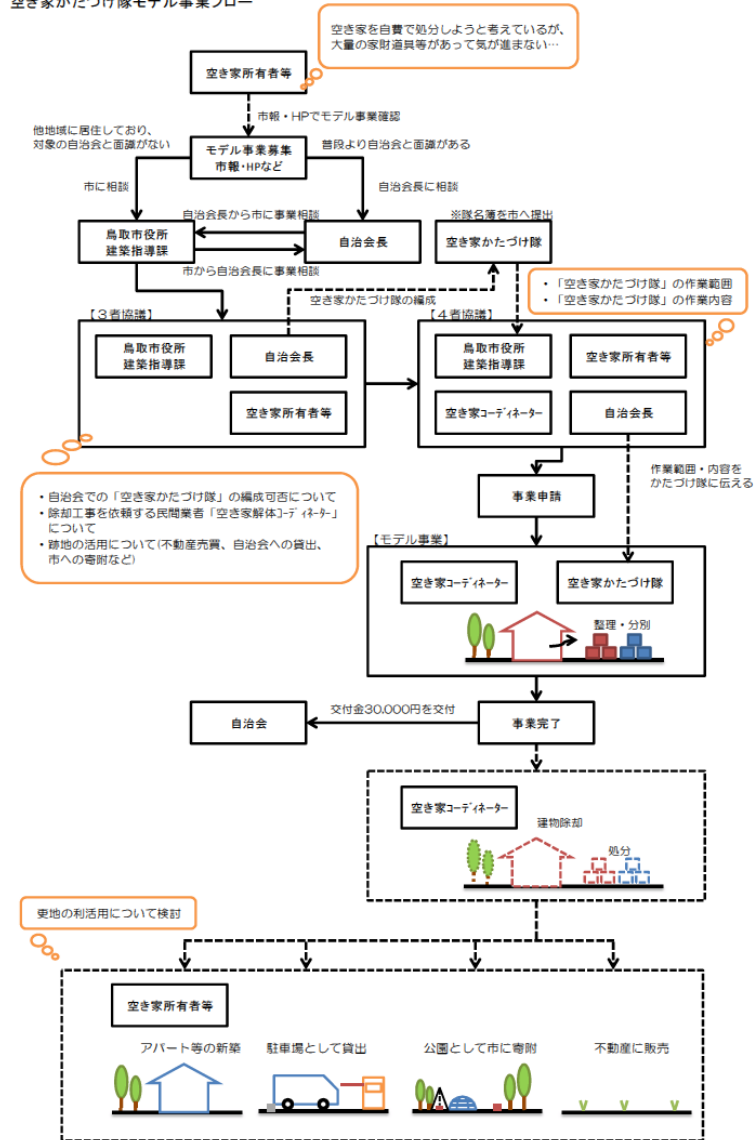 空き家かたづけ隊モデル事業フロー
空き家を自費で処分しようと考えているが、
大量の家財道具等があって気が進まない…
空き家所有者等
市報・HPでモデル事業確認
他地域に居住しており、
対象の自治会と面識がない
モデル事業募集
市報・HPなど
普段より自治会と面識がある
市に相談
自治会長に相談
自治会長から市に事業相談
※隊名簿を市へ提出
鳥取市役所
建築指導課
自治会長
空き家かたづけ隊
市から自治会長に事業相談
・「空き家かたづけ隊」の作業範囲
・「空き家かたづけ隊」の作業内容
空き家かたづけ隊の編成
【3者協議】
鳥取市役所
建築指導課
自治会長
空き家所有者等
【4者協議】
鳥取市役所
建築指導課
空き家所有者等
空き家コーディネーター
自治会長
・自治会での「空き家かたづけ隊」の編成可否について
・除却工事を依頼する民間業者「空き家解体コーディネーター」
について
・跡地の活用について(不動産売買、自治会への貸出、
市への寄附など)
作業範囲・内容を
かたづけ隊に伝える
事業申請
【モデル事業】
空き家コーディネーター
空き家かたづけ隊
整理・分別
自治会
交付金30,000円を交付
事業完了
空き家コーディネーター
建物除却
処分
更地の利活用について検討
空き家所有者等
アパート等の新築
駐車場として貸出
公園として市に寄附
不動産に販売